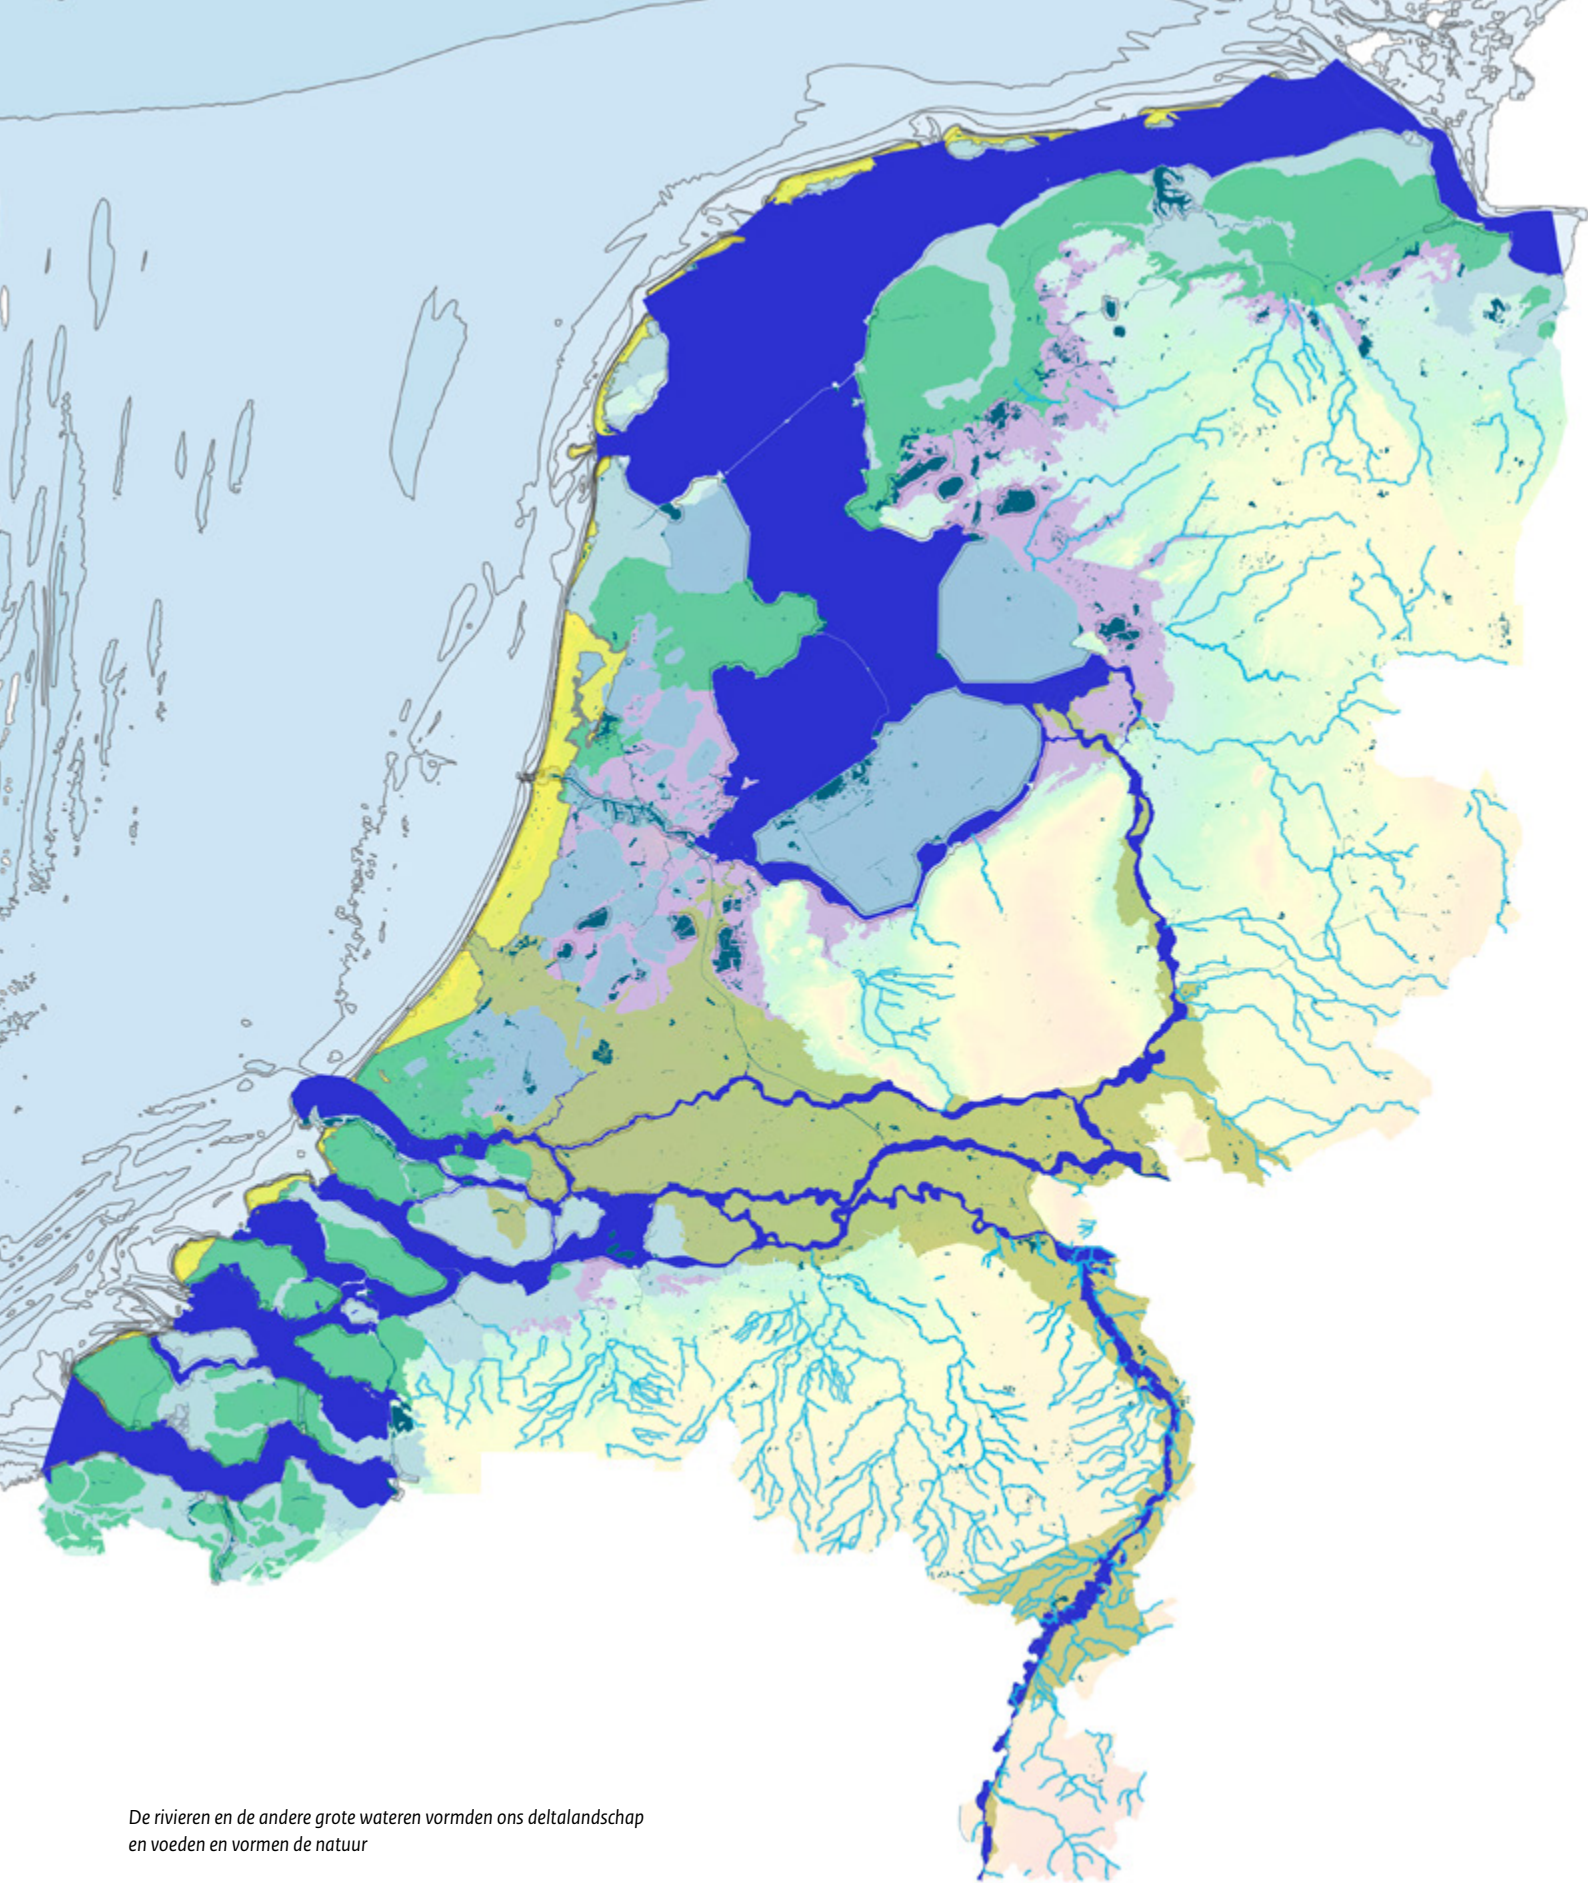 De rivieren en de andere grote wateren vormden ons deltalandschap
en voeden en vormen de natuur